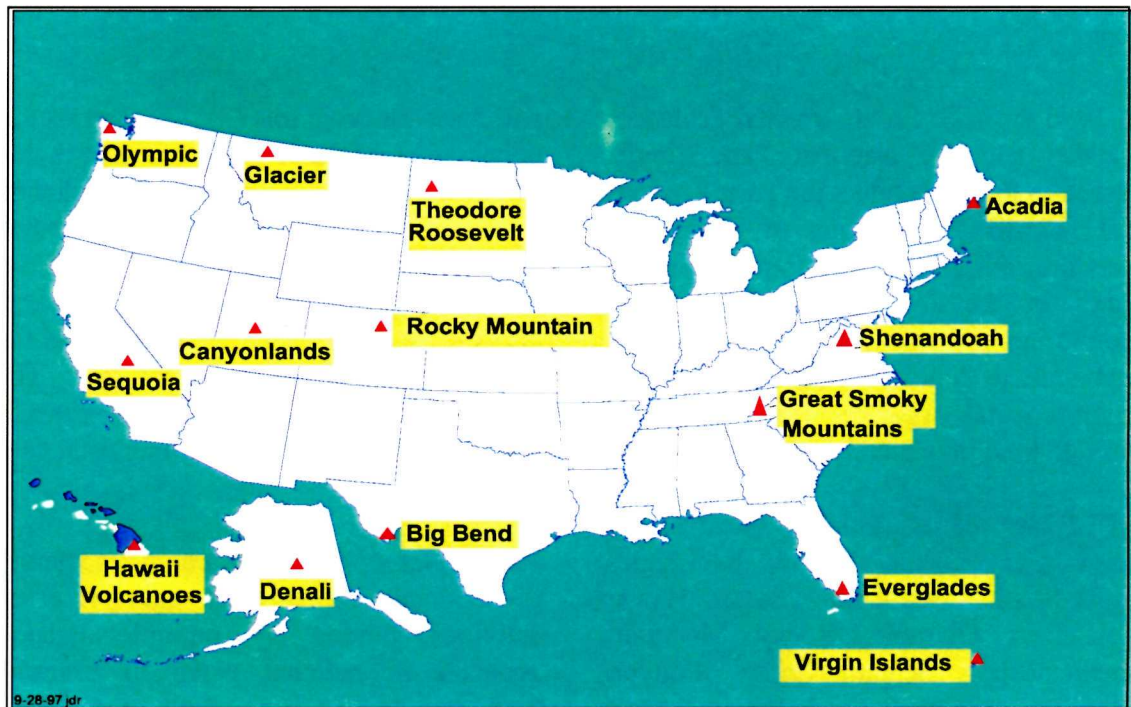 Olympic
Glacier
Theodore
Roosevelt
Acadia
Rocky Mountain
Canyonlands
Shenandoah
Sequoia
Great Smoky
Mountains
Big Bend
Hawaii
Volcanoes
Denali
Everglades
Virgin Islands
9-28-97 jdr